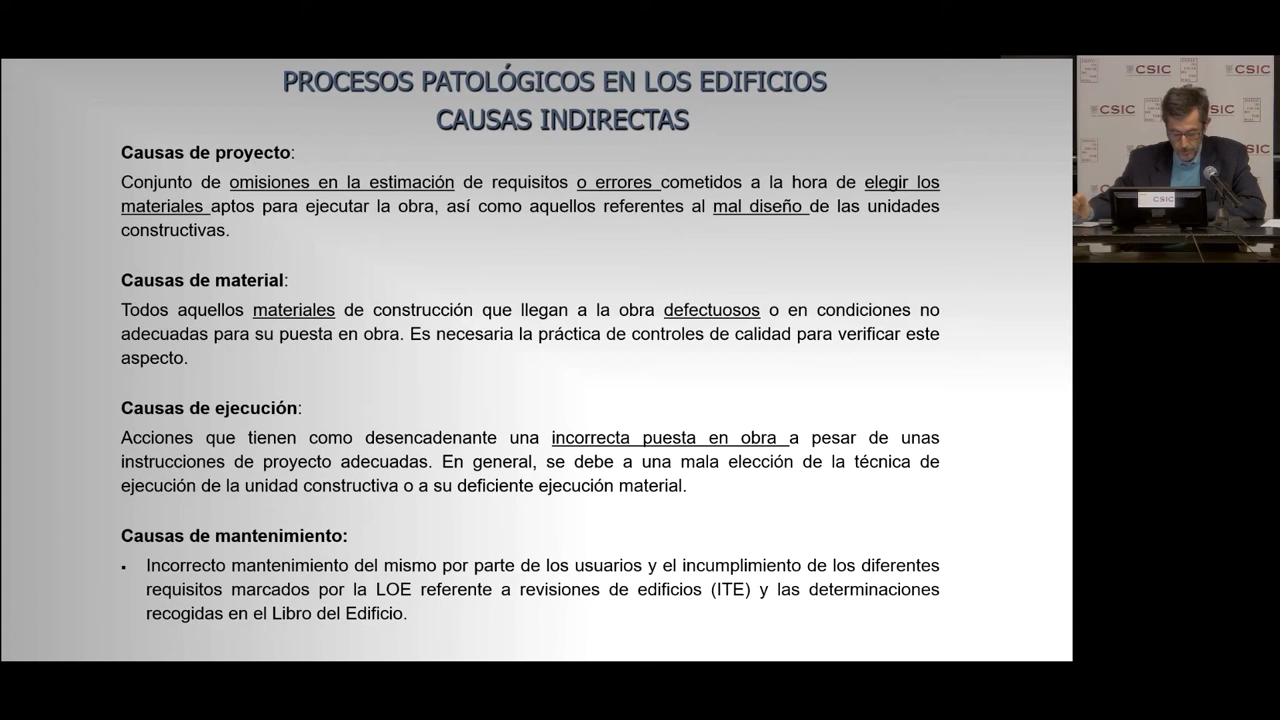 PROCESOS PATOLÓGICOS EN LOS EDIFICIOS
CAUSAS INDIRECTAS
Causas de proyecto:
Conjunto de omisiones en la estimación de requisitos o errores cometidos a la hora de elegir los
materiales aptos para ejecutar la obra, así como aquellos referentes al mal diseño de las unidades
constructivas.
Causas de material:
Todos aquellos materiales de construcción que llegan a la obra defectuosos o en condiciones no
adecuadas para su puesta en obra. Es necesaria la práctica de controles de calidad para verificar este
aspecto.
Causas de ejecución:
Acciones que tienen como desencadenante una incorrecta puesta en obra a pesar de unas
instrucciones de proyecto adecuadas. En general, se debe a una mala elección de la técnica de
ejecución de la unidad constructiva o a su deficiente ejecución material.
Causas de mantenimiento:
▪ Incorrecto mantenimiento del mismo por parte de los usuarios y el incumplimiento de los diferentes
requisitos marcados por la LOE referente a revisiones de edificios (ITE) y las determinaciones
recogidas en el Libro del Edificio.
CSIC
CSIC
CSIC
CSIC
CSIC